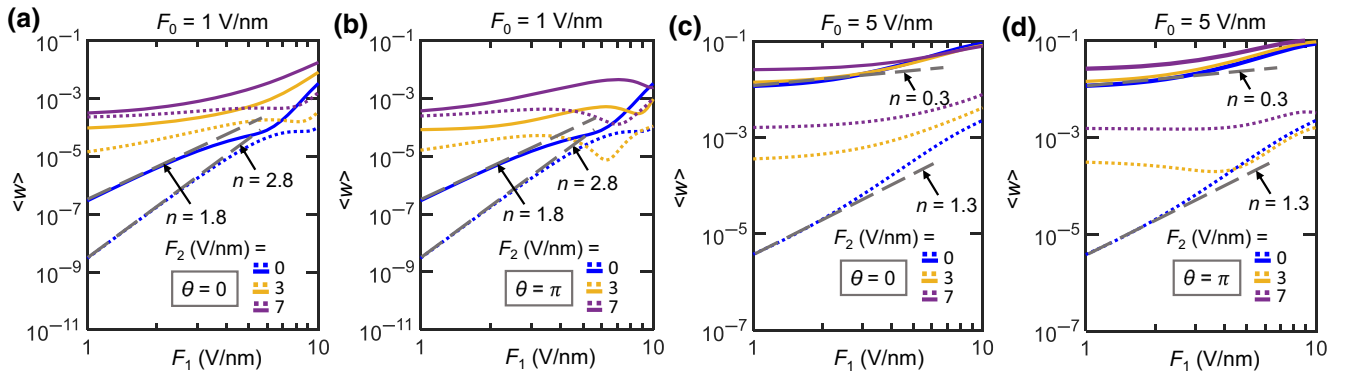 (a)
F₀ = 1 V/nm
10⁻¹
10⁻³
10⁻⁵
10⁻⁷
10⁻⁹
10⁻¹¹
<w>
n = 2.8
n = 1.8
F₂ (V/nm) =
0
3
7
θ = 0
1
10
F₁ (V/nm)
(b)
F₀ = 1 V/nm
10⁻¹
10⁻³
10⁻⁵
10⁻⁷
10⁻⁹
10⁻¹¹
<w>
n = 2.8
n = 1.8
F₂ (V/nm) =
0
3
7
θ = π
1
10
F₁ (V/nm)
(c)
F₀ = 5 V/nm
10⁻¹
10⁻³
10⁻⁵
10⁻⁷
<w>
n = 0.3
n = 1.3
F₂ (V/nm) =
0
3
7
θ = 0
1
10
F₁ (V/nm)
(d)
F₀ = 5 V/nm
10⁻¹
10⁻³
10⁻⁵
10⁻⁷
<w>
n = 0.3
n = 1.3
F₂ (V/nm) =
0
3
7
θ = π
1
10
F₁ (V/nm)